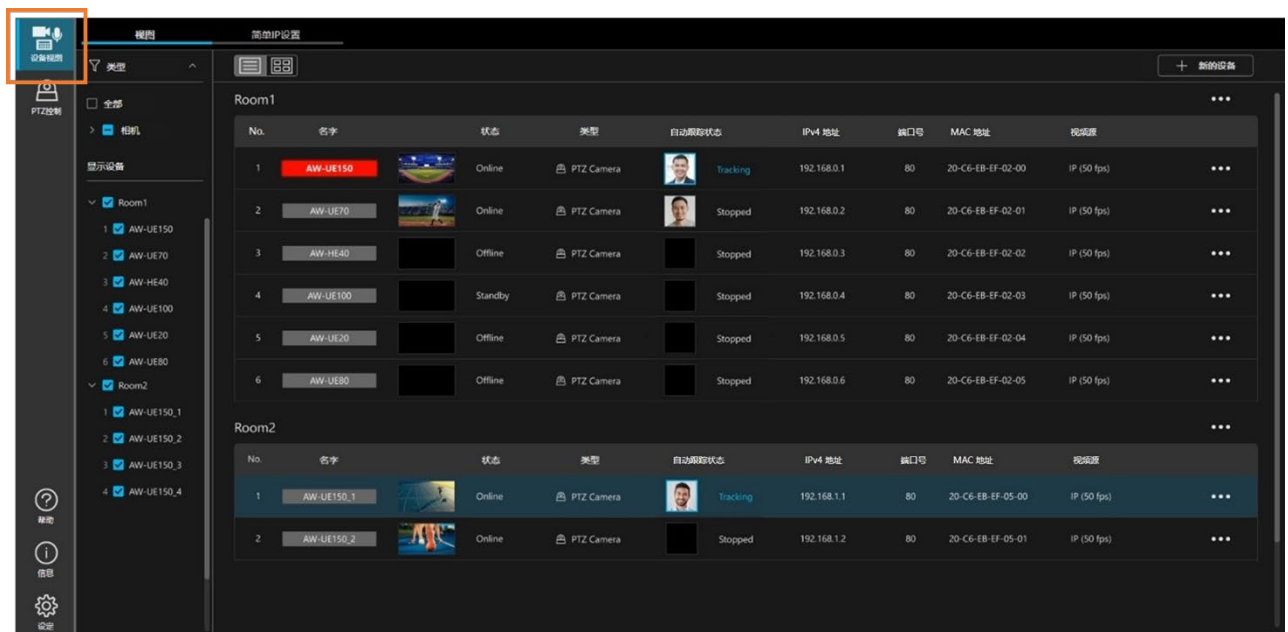 设备视图
PTZ控制
帮助
信息
设定
视图
简单IP设置
类型
全部
相机
显示设备
Room1
1 AW-UE150
2 AW-UE70
3 AW-HE40
4 AW-UE100
5 AW-UE20
6 AW-UE80
Room2
1 AW-UE150_1
2 AW-UE150_2
3 AW-UE150_3
4 AW-UE150_4
新的设备
Room1
No. 名字 状态 类型 自动跟踪状态 IPv4 地址 端口号 MAC 地址 视频源
1 AW-UE150 Online PTZ Camera Tracking 192.168.0.1 80 20-C6-EB-EF-02-00 IP (50 fps)
2 AW-UE70 Online PTZ Camera Stopped 192.168.0.2 80 20-C6-EB-EF-02-01 IP (50 fps)
3 AW-HE40 Offline PTZ Camera Stopped 192.168.0.3 80 20-C6-EB-EF-02-02 IP (50 fps)
4 AW-UE100 Standby PTZ Camera Stopped 192.168.0.4 80 20-C6-EB-EF-02-03 IP (50 fps)
5 AW-UE20 Offline PTZ Camera Stopped 192.168.0.5 80 20-C6-EB-EF-02-04 IP (50 fps)
6 AW-UE80 Offline PTZ Camera Stopped 192.168.0.6 80 20-C6-EB-EF-02-05 IP (50 fps)
Room2
No. 名字 状态 类型 自动跟踪状态 IPv4 地址 端口号 MAC 地址 视频源
1 AW-UE150_1 Online PTZ Camera Tracking 192.168.1.1 80 20-C6-EB-EF-05-00 IP (50 fps)
2 AW-UE150_2 Online PTZ Camera Stopped 192.168.1.2 80 20-C6-EB-EF-05-01 IP (50 fps)